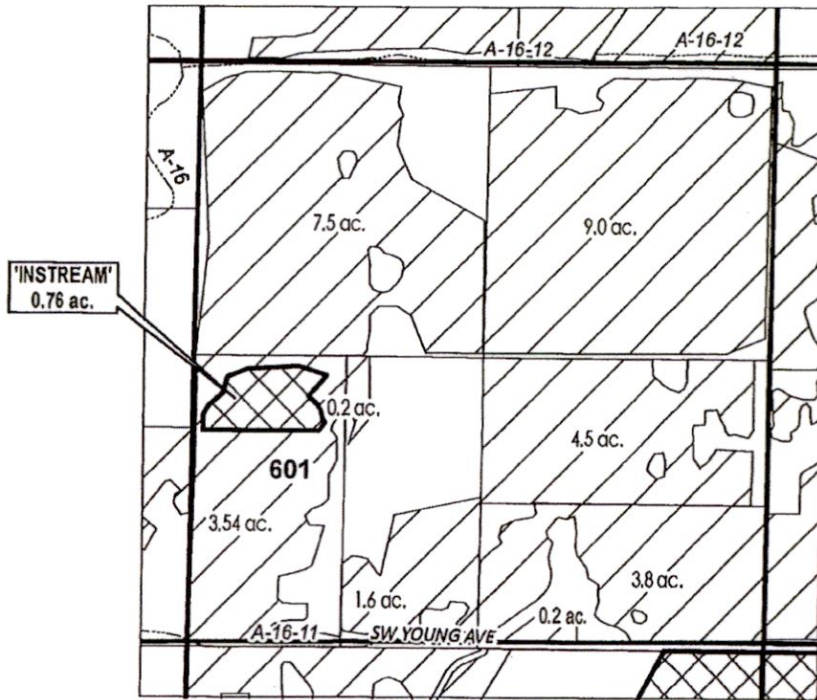 A-16-12
A-16-12
A-16
7.5 ac.
9.0 ac.
'INSTREAM'
0.76 ac.
0.2 ac.
4.5 ac.
601
3.54 ac.
1.6 ac.
3.8 ac.
0.2 ac.
A-16-11
SW YOUNG AVE